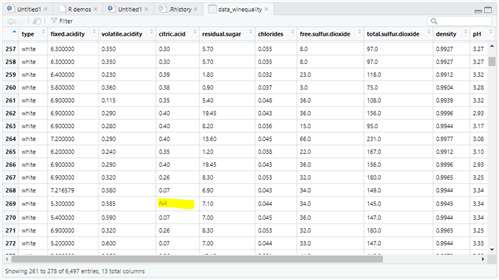 Untitled1* R demos Untitled1* .Rhistory data_winequality
Filter
type fixed.acidity volatile.acidity citric.acid residual.sugar chlorides free.sulfur.dioxide total.sulfur.dioxide density pH
257 white 6.300000 0.350 0.30 5.70 0.035 8.0 97.0 0.9927 3.27
258 white 6.300000 0.350 0.30 5.70 0.035 8.0 97.0 0.9927 3.27
259 white 6.400000 0.230 0.39 1.80 0.032 23.0 118.0 0.9912 3.32
260 white 5.800000 0.360 0.38 0.90 0.037 3.0 75.0 0.9904 3.28
261 white 6.900000 0.115 0.35 5.40 0.048 36.0 108.0 0.9939 3.32
262 white 6.900000 0.290 0.40 19.45 0.043 36.0 156.0 0.9996 2.93
263 white 6.900000 0.280 0.40 8.20 0.036 15.0 95.0 0.9944 3.17
264 white 7.200000 0.290 0.40 13.60 0.045 66.0 231.0 0.9977 3.08
265 white 6.200000 0.240 0.35 1.20 0.038 22.0 167.0 0.9912 3.10
266 white 6.900000 0.290 0.40 19.45 0.043 36.0 156.0 0.9996 2.93
267 white 6.900000 0.320 0.26 8.30 0.053 32.0 180.0 0.9965 3.25
268 white 7.216579 0.580 0.07 6.90 0.043 34.0 149.0 0.9944 3.34
269 white 5.300000 0.585 NA 7.10 0.044 34.0 145.0 0.9945 3.34
270 white 5.400000 0.590 0.07 7.00 0.045 36.0 147.0 0.9944 3.34
271 white 6.900000 0.320 0.26 8.30 0.053 32.0 180.0 0.9965 3.25
272 white 5.200000 0.600 0.07 7.00 0.044 33.0 147.0 0.9944 3.33
Showing 261 to 278 of 6,497 entries, 13 total columns